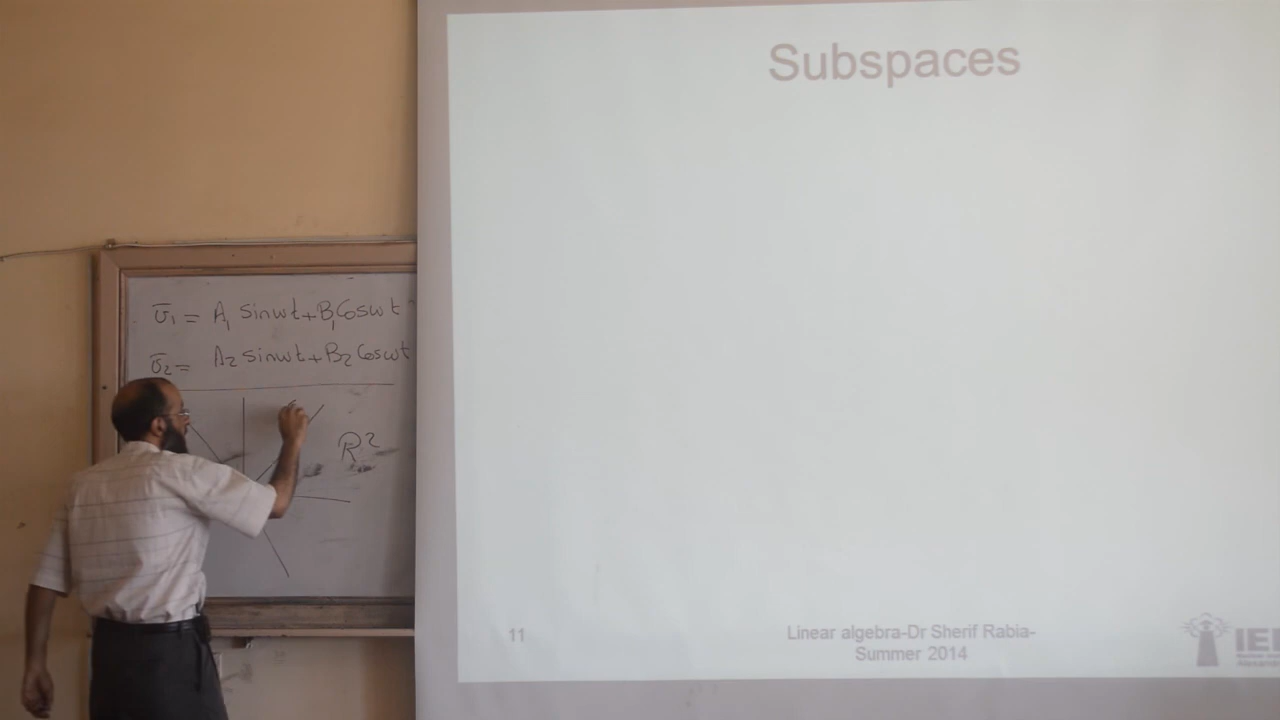 Subspaces
v̄₁ = A₁ sinωt + B₁ Cosωt
v̄₂ = A₂ sinωt + B₂ Cosωt
R²
11
Linear algebra-Dr Sherif Rabia-
Summer 2014